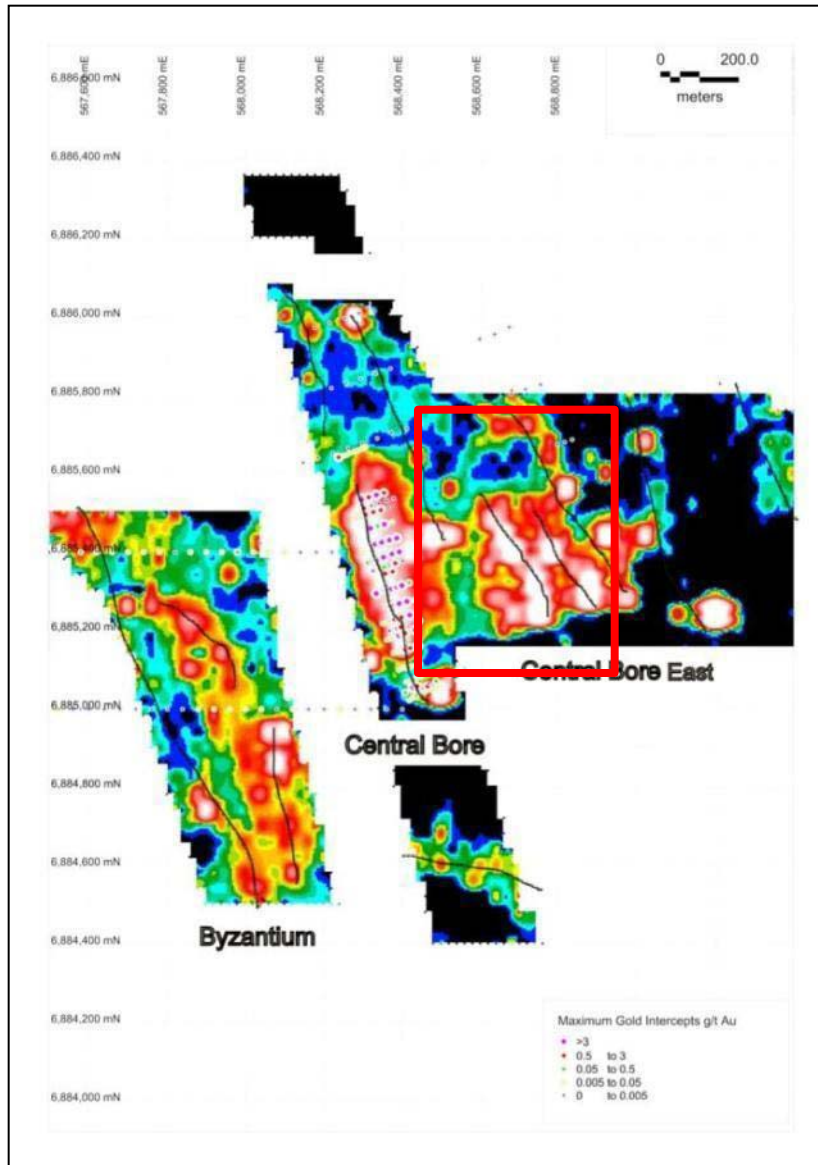 567,600 mE
567,800 mE
568,000 mE
568,200 mE
568,400 mE
568,600 mE
568,800 mE
0 200.0
meters
6,886,600 mN
6,886,400 mN
6,886,200 mN
6,886,000 mN
6,885,800 mN
6,885,600 mN
6,885,400 mN
6,885,200 mN
6,885,000 mN
6,884,800 mN
6,884,600 mN
6,884,400 mN
6,884,200 mN
6,884,000 mN
Central Bore East
Central Bore
Byzantium
Maximum Gold Intercepts g/t Au
>3
0.5 to 3
0.05 to 0.5
0.005 to 0.05
0 to 0.005